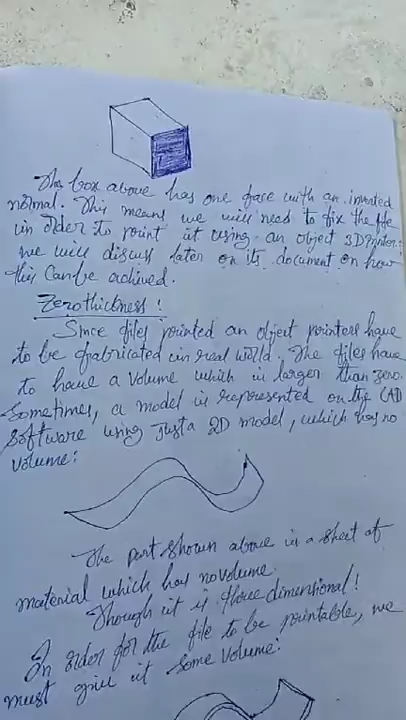 The box above has one face with an inverted
normal. This means we will need to fix the file
in order to print it using an object 3D Printer:
we will discuss later on its document on how
this Can be achived.
Zerothickness!
Since files printed an object printers have
to be fabricated in real world. The files have
to have a volume which is larger than zero.
Sometimes, a model is represented on the CAD
Software using Just a 2D model, which has no
Volume:
The part shown above is a sheet of
material which has no volume.
Though it is three dimentional!
In order for the file to be printable, we
must give it some volume: